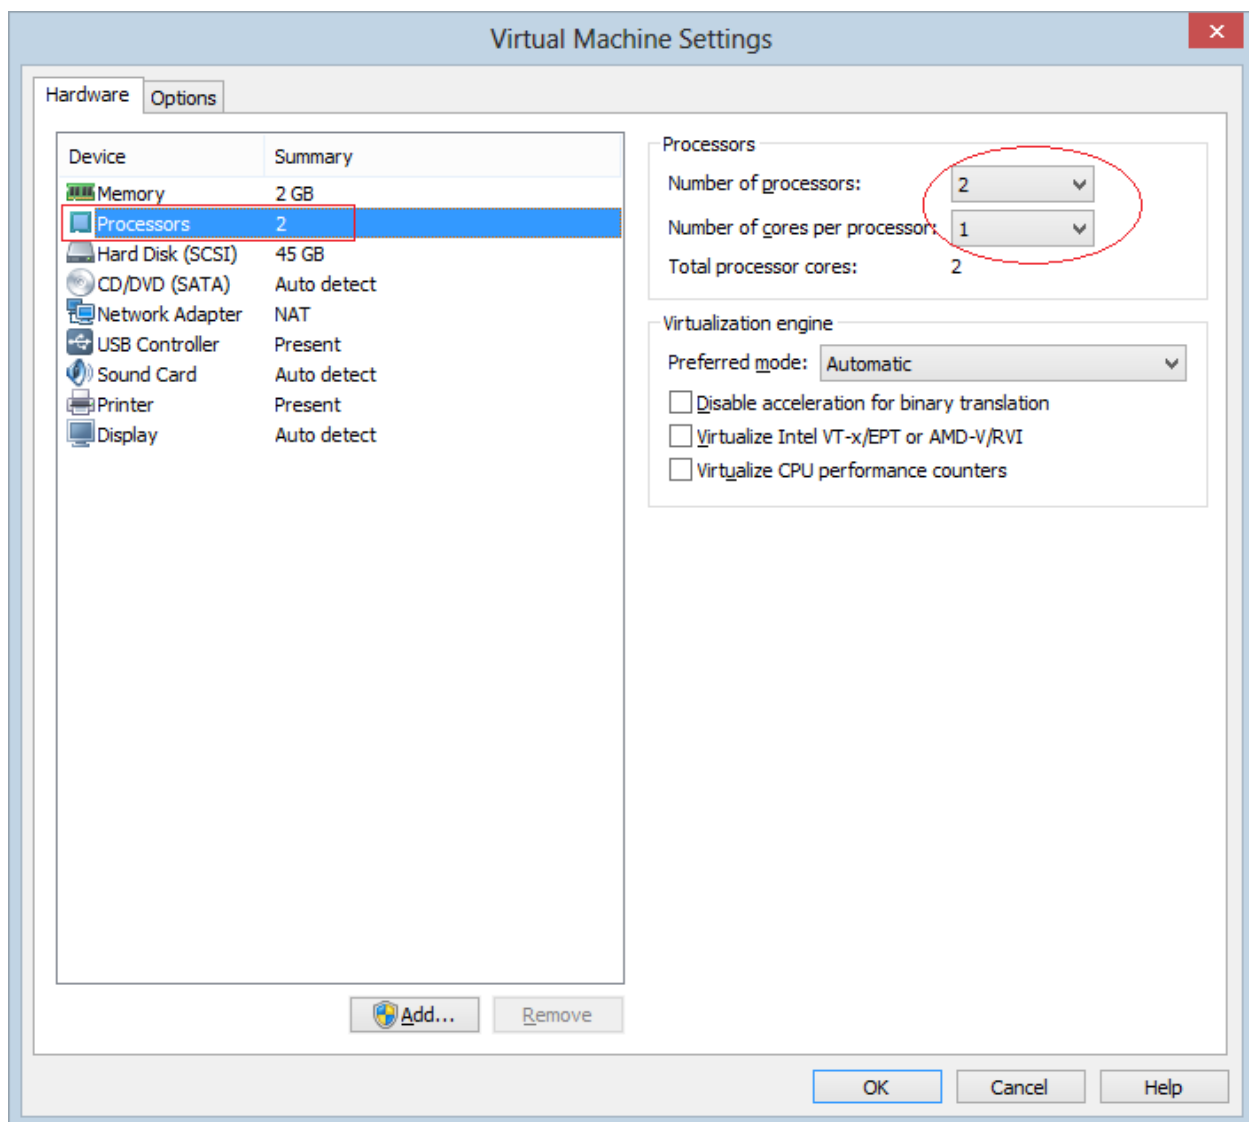 Virtual Machine Settings
Hardware Options
Device Summary
Memory 2 GB
Processors 2
Hard Disk (SCSI) 45 GB
CD/DVD (SATA) Auto detect
Network Adapter NAT
USB Controller Present
Sound Card Auto detect
Printer Present
Display Auto detect
Add... Remove
Processors
Number of processors: 2
Number of cores per processor: 1
Total processor cores: 2
Virtualization engine
Preferred mode: Automatic
Disable acceleration for binary translation
Virtualize Intel VT-x/EPT or AMD-V/RVI
Virtualize CPU performance counters
OK Cancel Help